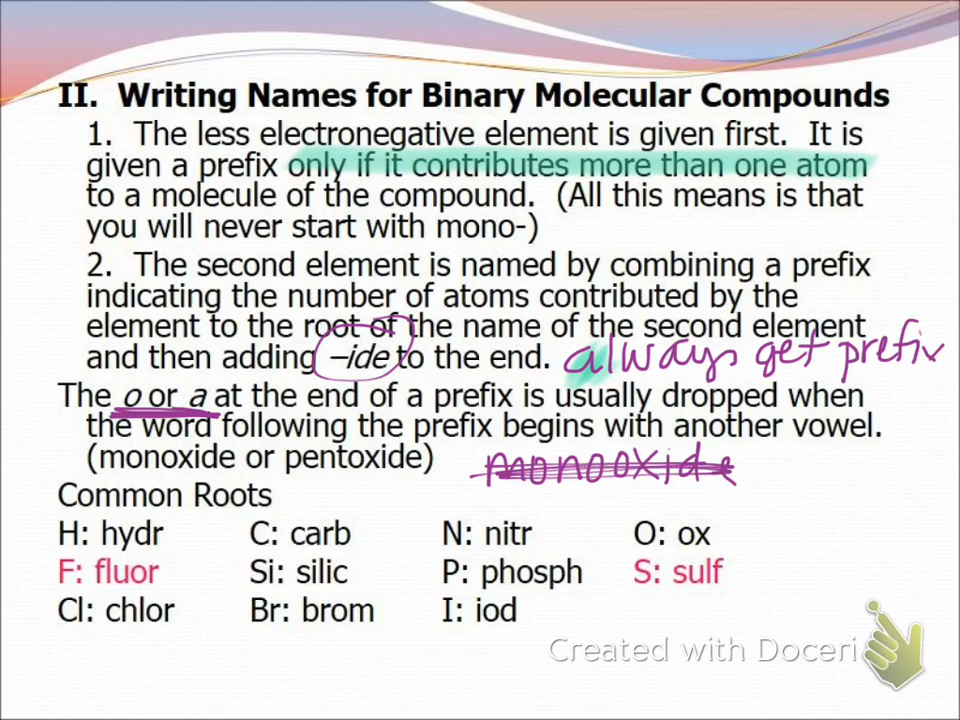 II. Writing Names for Binary Molecular Compounds
1. The less electronegative element is given first. It is
given a prefix only if it contributes more than one atom
to a molecule of the compound. (All this means is that
you will never start with mono-)
2. The second element is named by combining a prefix
indicating the number of atoms contributed by the
element to the root of the name of the second element
and then adding –ide to the end. always get prefix
The o or a at the end of a prefix is usually dropped when
the word following the prefix begins with another vowel.
(monoxide or pentoxide) monooxide
Common Roots
H: hydr C: carb N: nitr O: ox
F: fluor Si: silic P: phosph S: sulf
Cl: chlor Br: brom I: iod
Created with Doceri